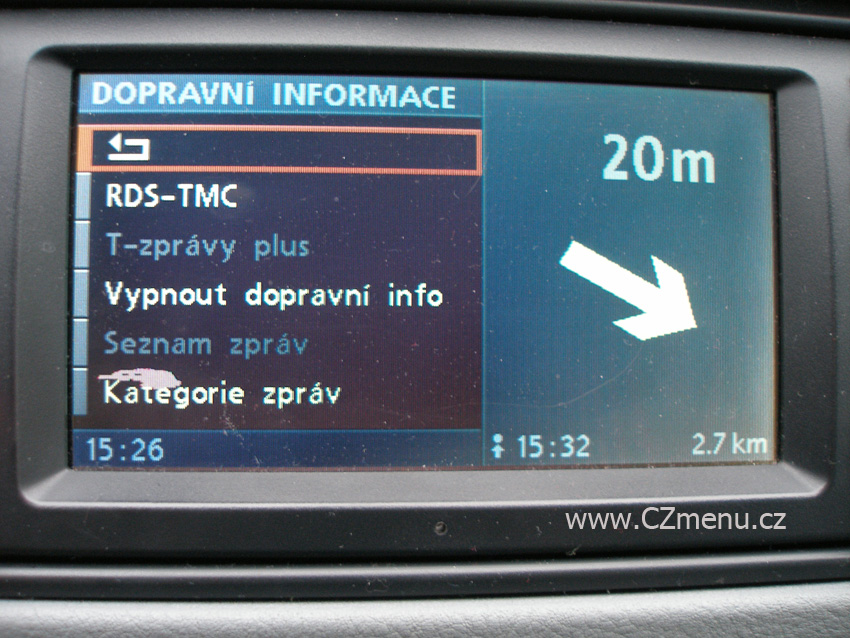 DOPRAVNÍ INFORMACE
RDS-TMC
T-zprávy plus
Vypnout dopravní info
Seznam zpráv
Kategorie zpráv
15:26
20m
15:32 2.7 km
www.CZmenu.cz